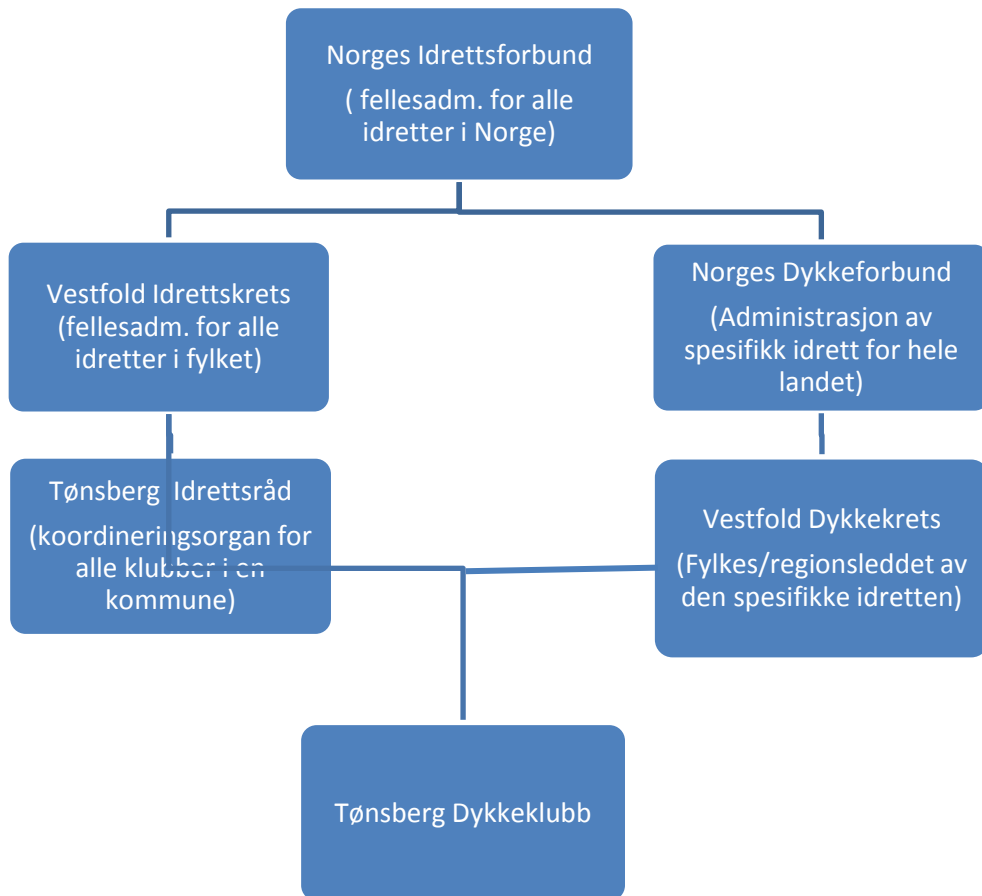 Norges Idrettsforbund
( fellesadm. for alle
idretter i Norge)
Vestfold Idrettskrets
(fellesadm. for alle
idretter i fylket)
Norges Dykkeforbund
(Administrasjon av
spesifikk idrett for hele
landet)
Tønsberg  Idrettsråd
(koordineringsorgan for
alle klubber i en
kommune)
Vestfold Dykkekrets
(Fylkes/regionsleddet av
den spesifikke idretten)
Tønsberg Dykkeklubb